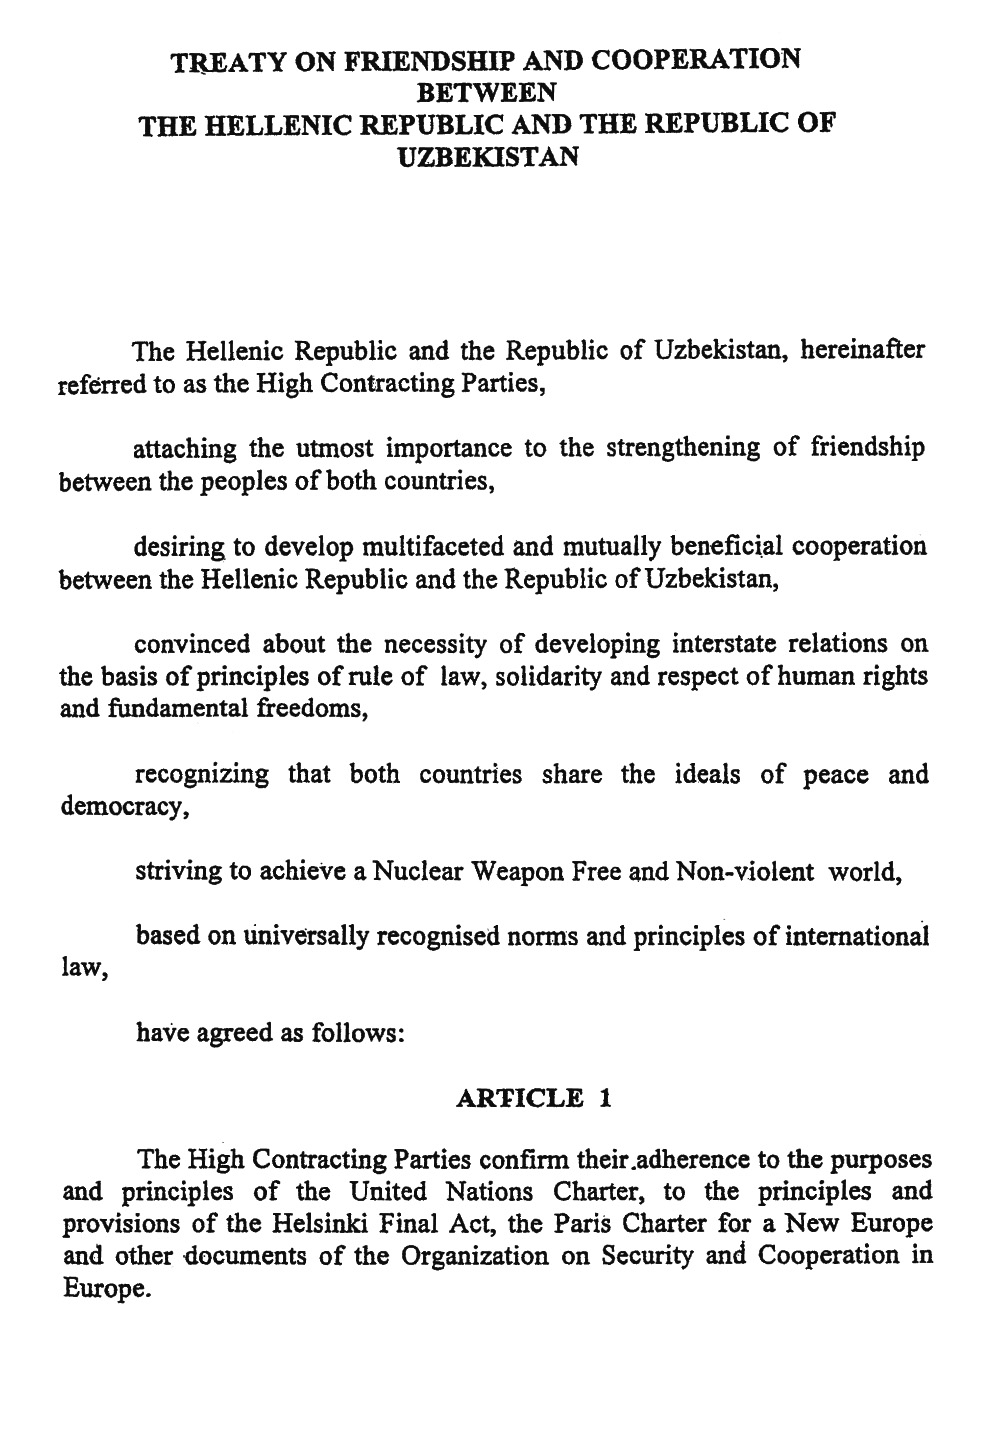 TREATY ON FRIENDSHIP AND COOPERATION
BETWEEN
THE HELLENIC REPUBLIC AND THE REPUBLIC OF
UZBEKISTAN
The Hellenic Republic and the Republic of Uzbekistan, hereinafter
referred to as the High Contracting Parties,
attaching the utmost importance to the strengthening of friendship
between the peoples of both countries,
desiring to develop multifaceted and mutually beneficial cooperation
between the Hellenic Republic and the Republic of Uzbekistan,
convinced about the necessity of developing interstate relations on
the basis of principles of rule of law, solidarity and respect of human rights
and fundamental freedoms,
recognizing that both countries share the ideals of peace and
democracy,
striving to achieve a Nuclear Weapon Free and Non-violent world,
based on universally recognised norms and principles of international
law,
have agreed as follows:
ARTICLE 1
The High Contracting Parties confirm their adherence to the purposes
and principles of the United Nations Charter, to the principles and
provisions of the Helsinki Final Act, the Paris Charter for a New Europe
and other documents of the Organization on Security and Cooperation in
Europe.